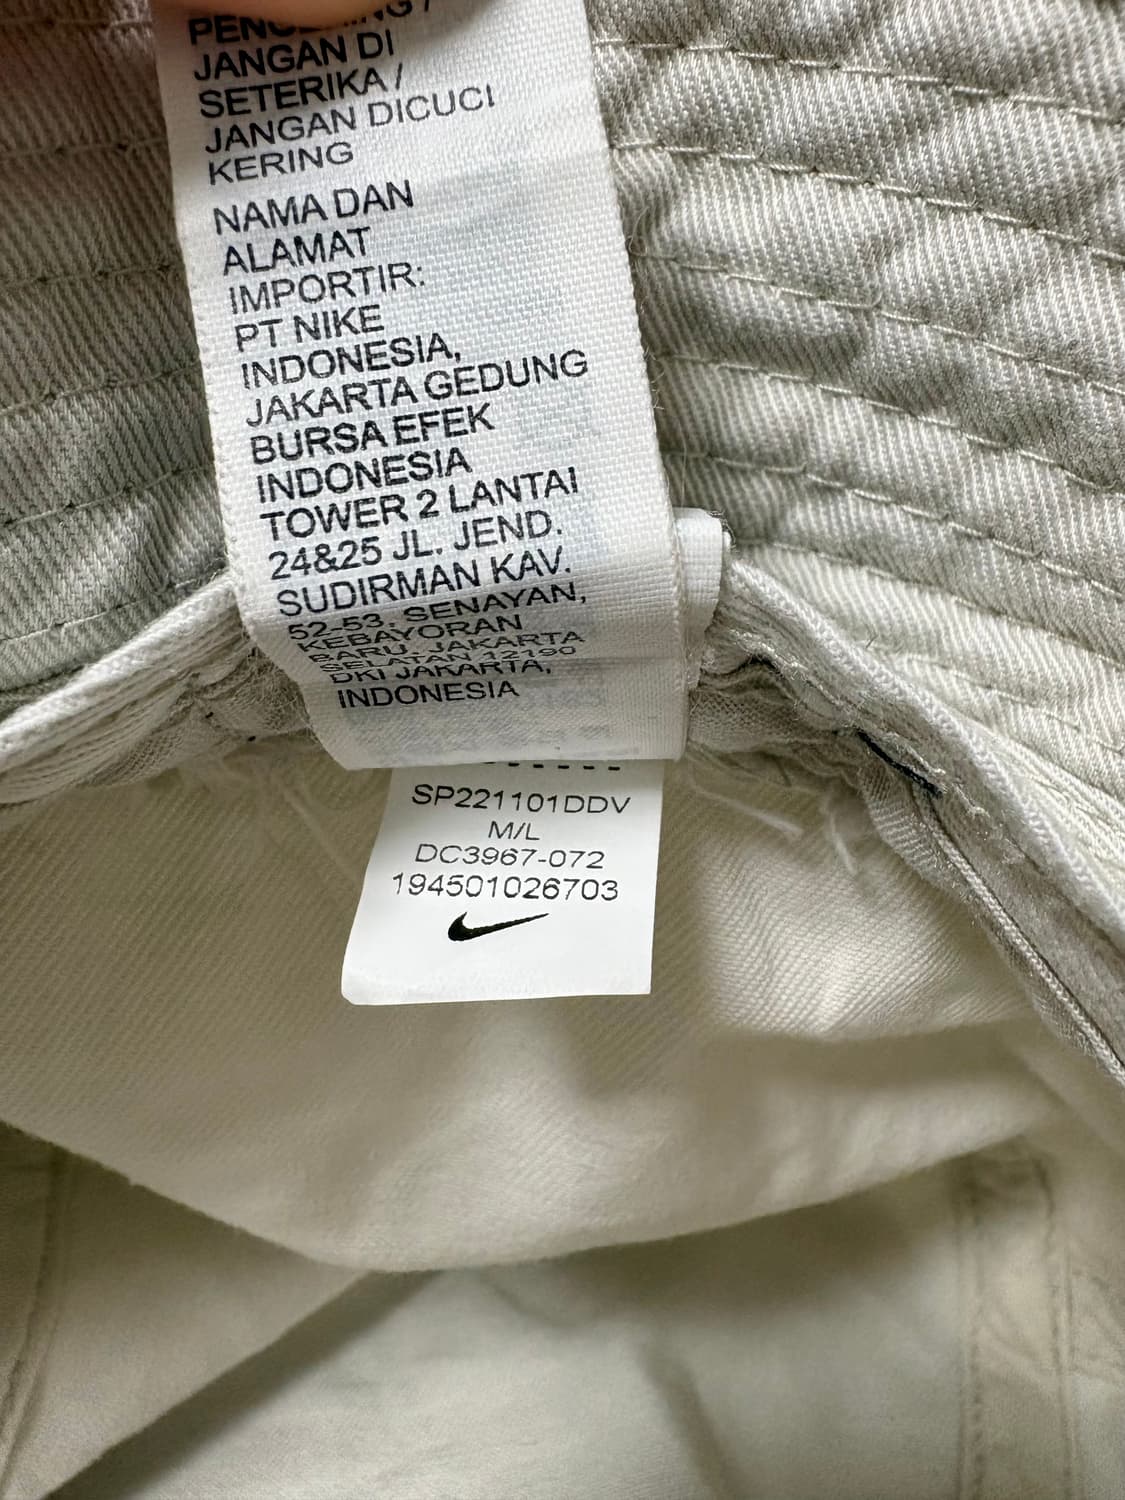 JANGAN DI
SETERIKA /
JANGAN DICUCI
KERING
NAMA DAN
ALAMAT
IMPORTIR:
PT NIKE
INDONESIA,
JAKARTA GEDUNG
BURSA EFEK
INDONESIA
TOWER 2 LANTAI
24&25 JL. JEND.
SUDIRMAN KAV.
52-53. SENAYAN,
KEBAYORAN
BARU, JAKARTA
SELATAN 12190
DKI JAKARTA,
INDONESIA
SP221101DDV
M/L
DC3967-072
194501026703